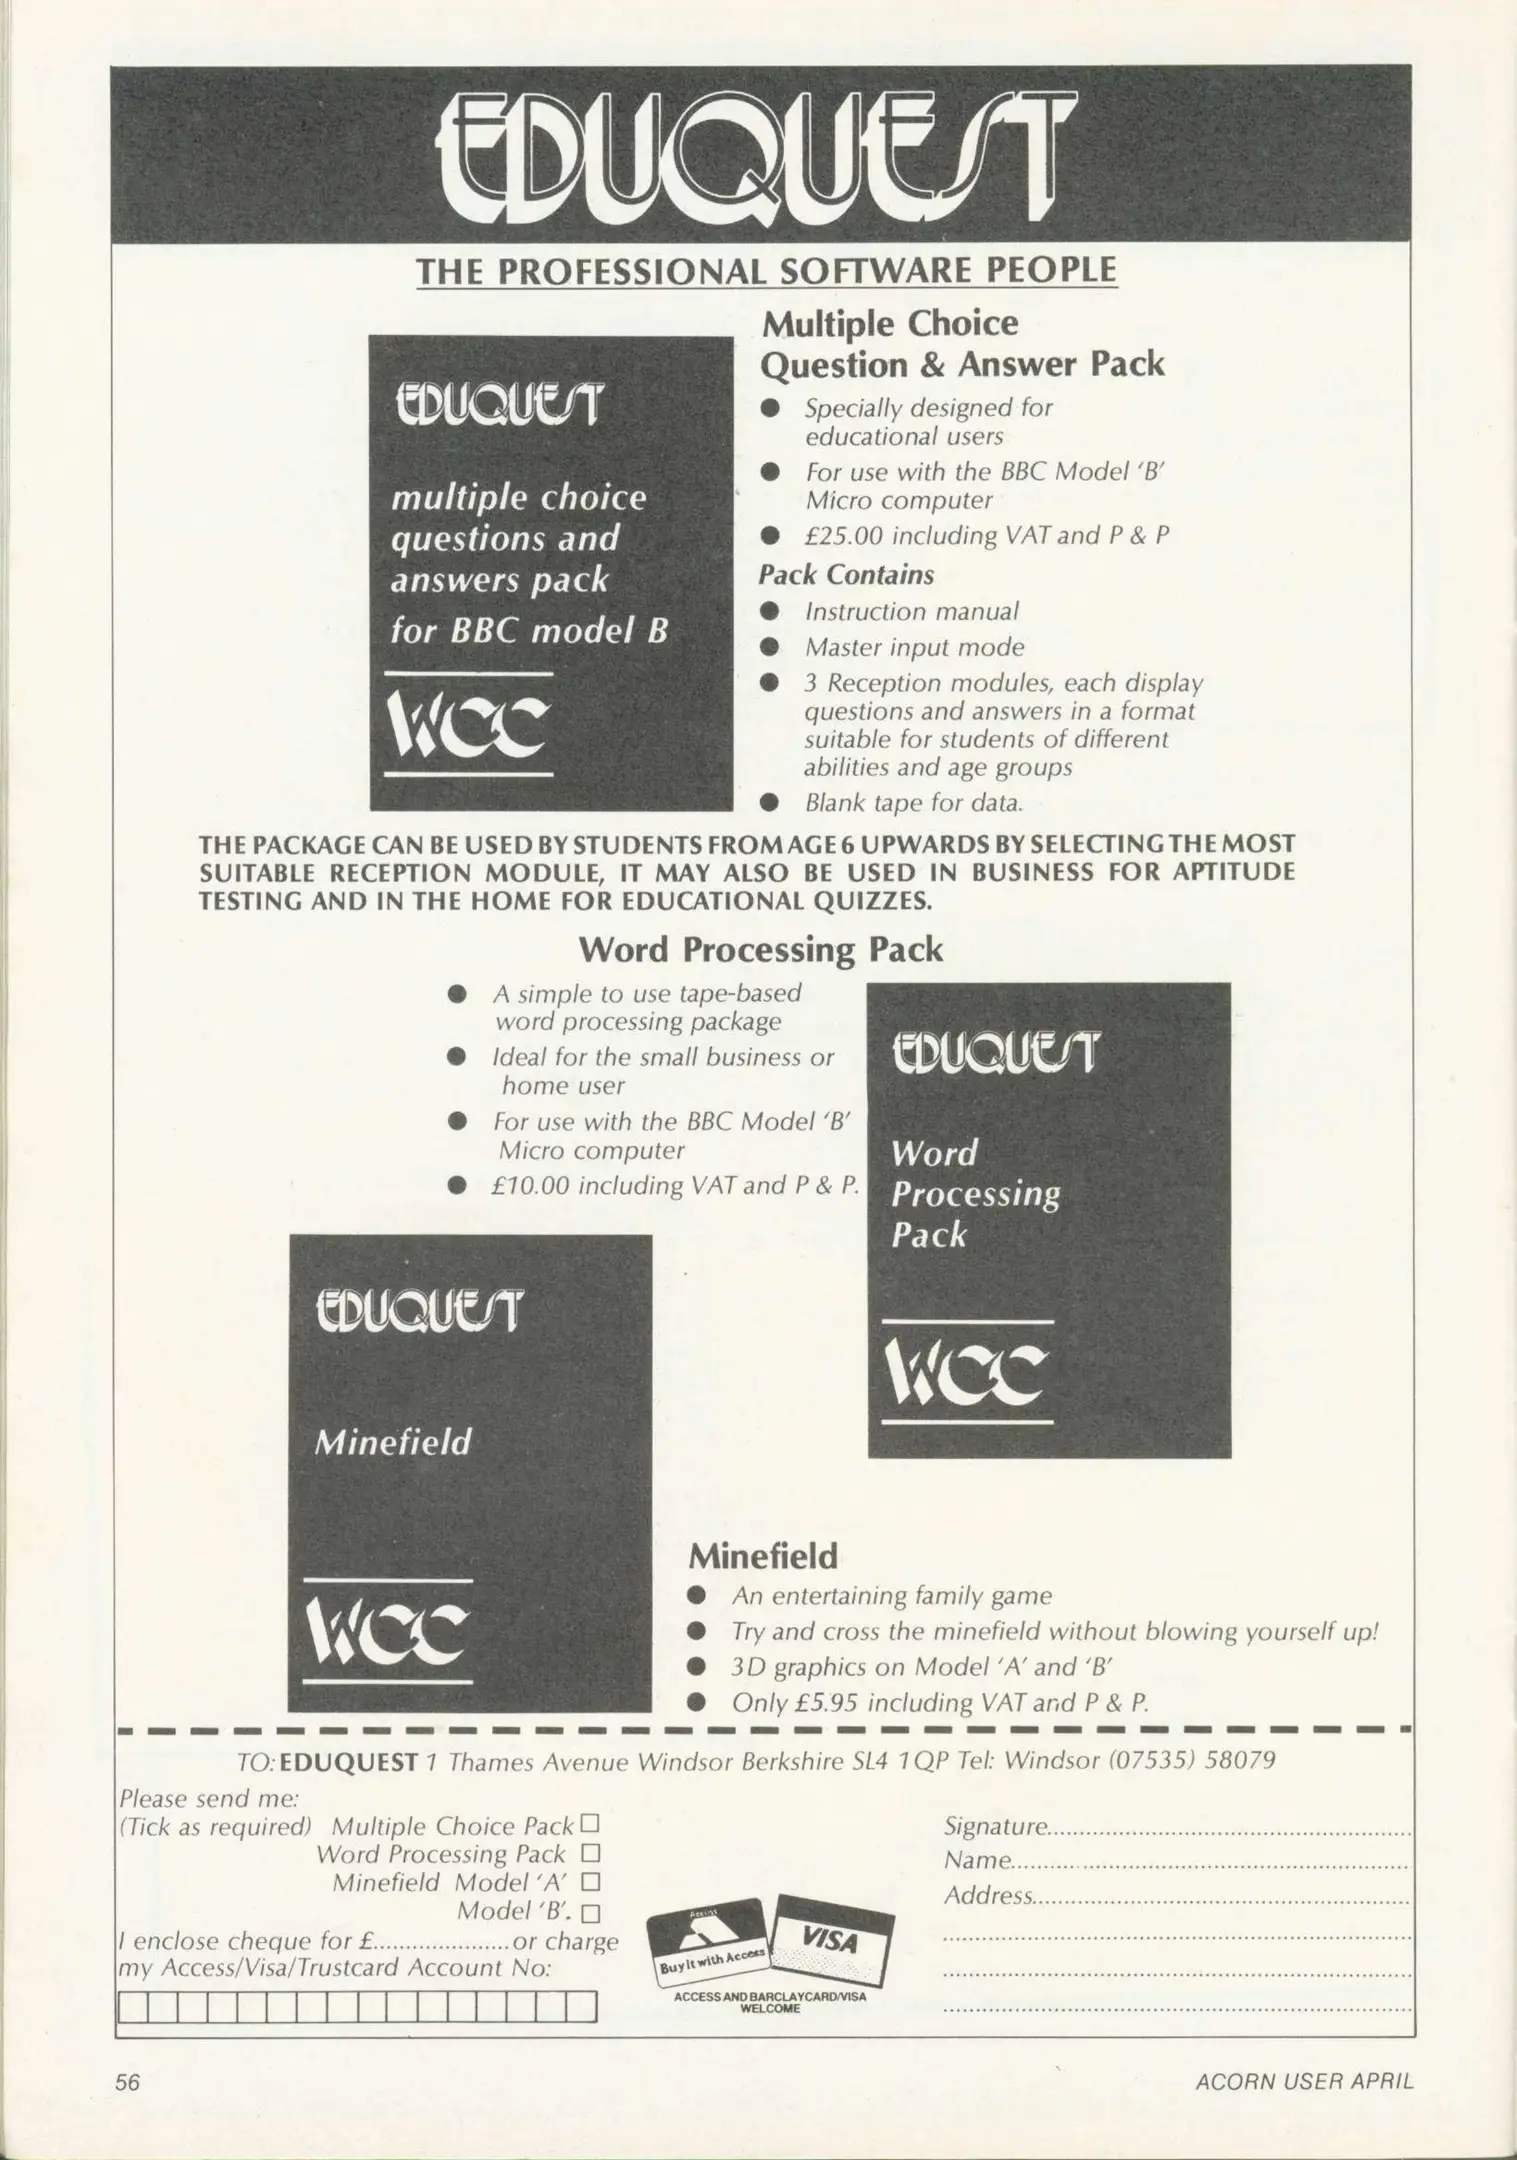 EDUQUEST
THE PROFESSIONAL SOFTWARE PEOPLE
EDUQUEST
multiple choice
questions and
answers pack
for BBC model B
WCC
Multiple Choice
Question & Answer Pack
● Specially designed for
educational users
● For use with the BBC Model 'B'
Micro computer
● £25.00 including VAT and P & P
Pack Contains
● Instruction manual
● Master input mode
● 3 Reception modules, each display
questions and answers in a format
suitable for students of different
abilities and age groups
● Blank tape for data.
THE PACKAGE CAN BE USED BY STUDENTS FROM AGE 6 UPWARDS BY SELECTING THE MOST
SUITABLE RECEPTION MODULE, IT MAY ALSO BE USED IN BUSINESS FOR APTITUDE
TESTING AND IN THE HOME FOR EDUCATIONAL QUIZZES.
Word Processing Pack
● A simple to use tape-based
word processing package
● Ideal for the small business or
home user
● For use with the BBC Model 'B'
Micro computer
● £10.00 including VAT and P & P.
EDUQUEST
Word
Processing
Pack
WCC
EDUQUEST
Minefield
WCC
Minefield
● An entertaining family game
● Try and cross the minefield without blowing yourself up!
● 3D graphics on Model 'A' and 'B'
● Only £5.95 including VAT and P & P.
TO: EDUQUEST 1 Thames Avenue Windsor Berkshire SL4 1QP Tel: Windsor (07535) 58079
Please send me:
(Tick as required) Multiple Choice Pack □
Word Processing Pack □
Minefield Model 'A' □
Model 'B'. □
I enclose cheque for £.....................or charge
my Access/Visa/Trustcard Account No:
Access
Buy it with Access
VISA
ACCESS AND BARCLAYCARD/VISA
WELCOME
Signature
Name
Address
56
ACORN USER APRIL